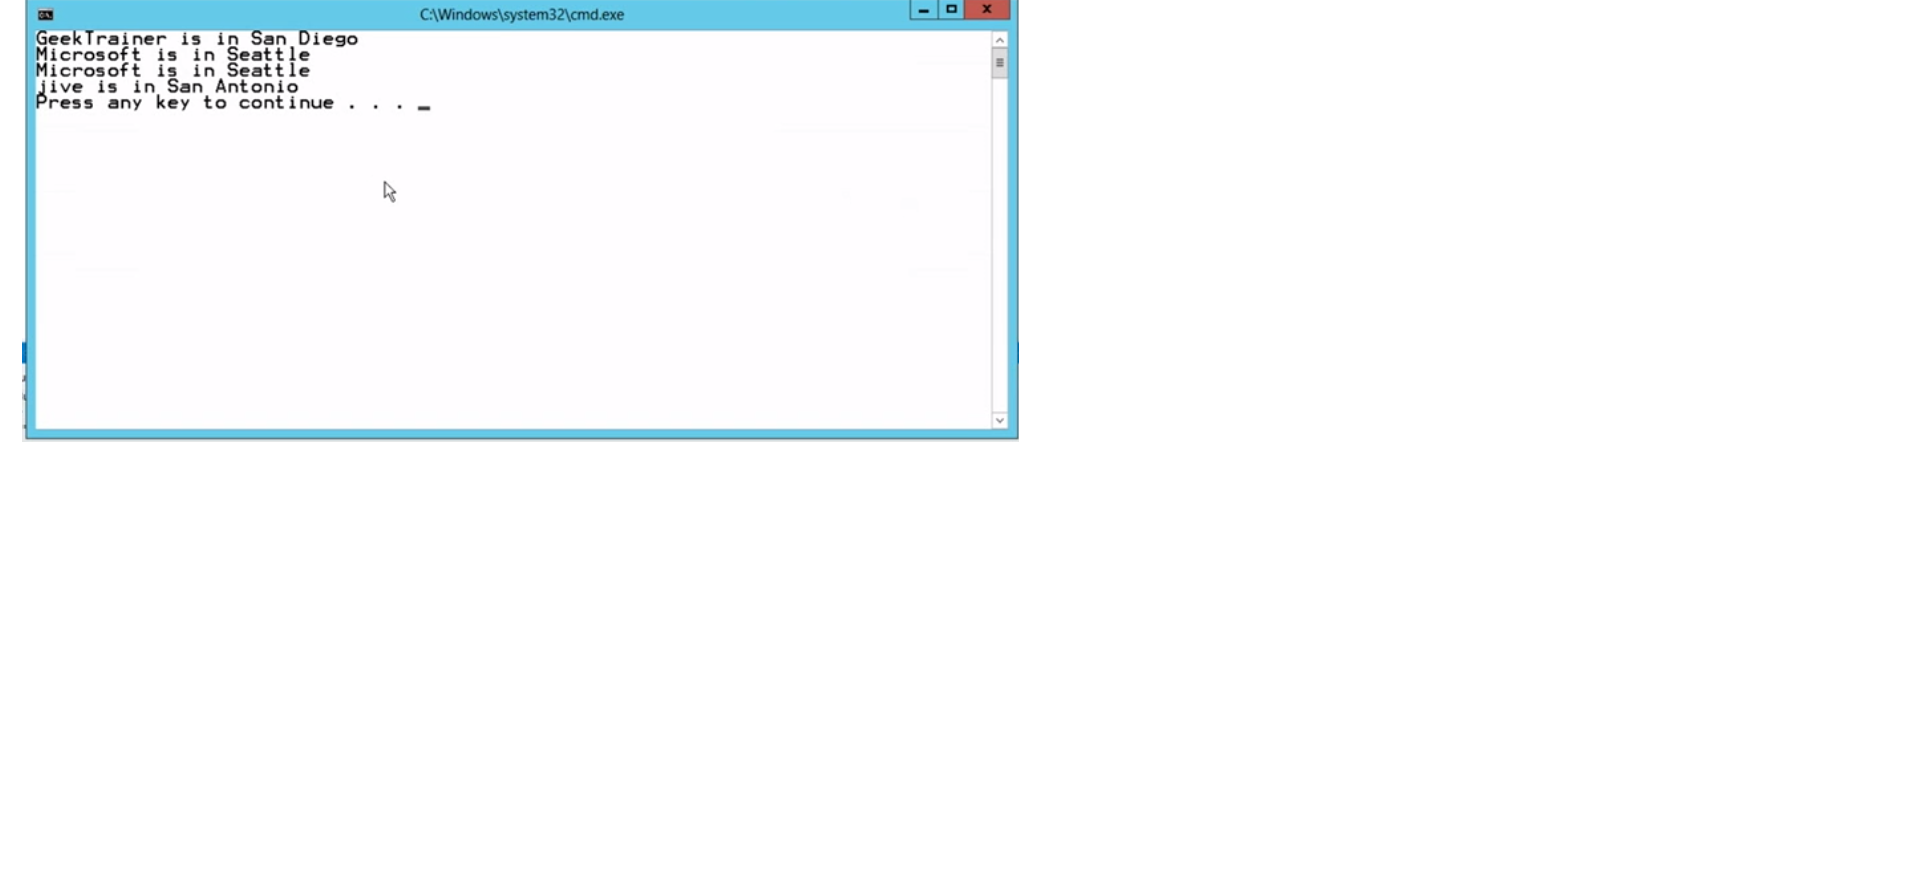 C:\Windows\system32\cmd.exe
GeekTrainer is in San Diego
Microsoft is in Seattle
Microsoft is in Seattle
jive is in San Antonio
Press any key to continue . . . _